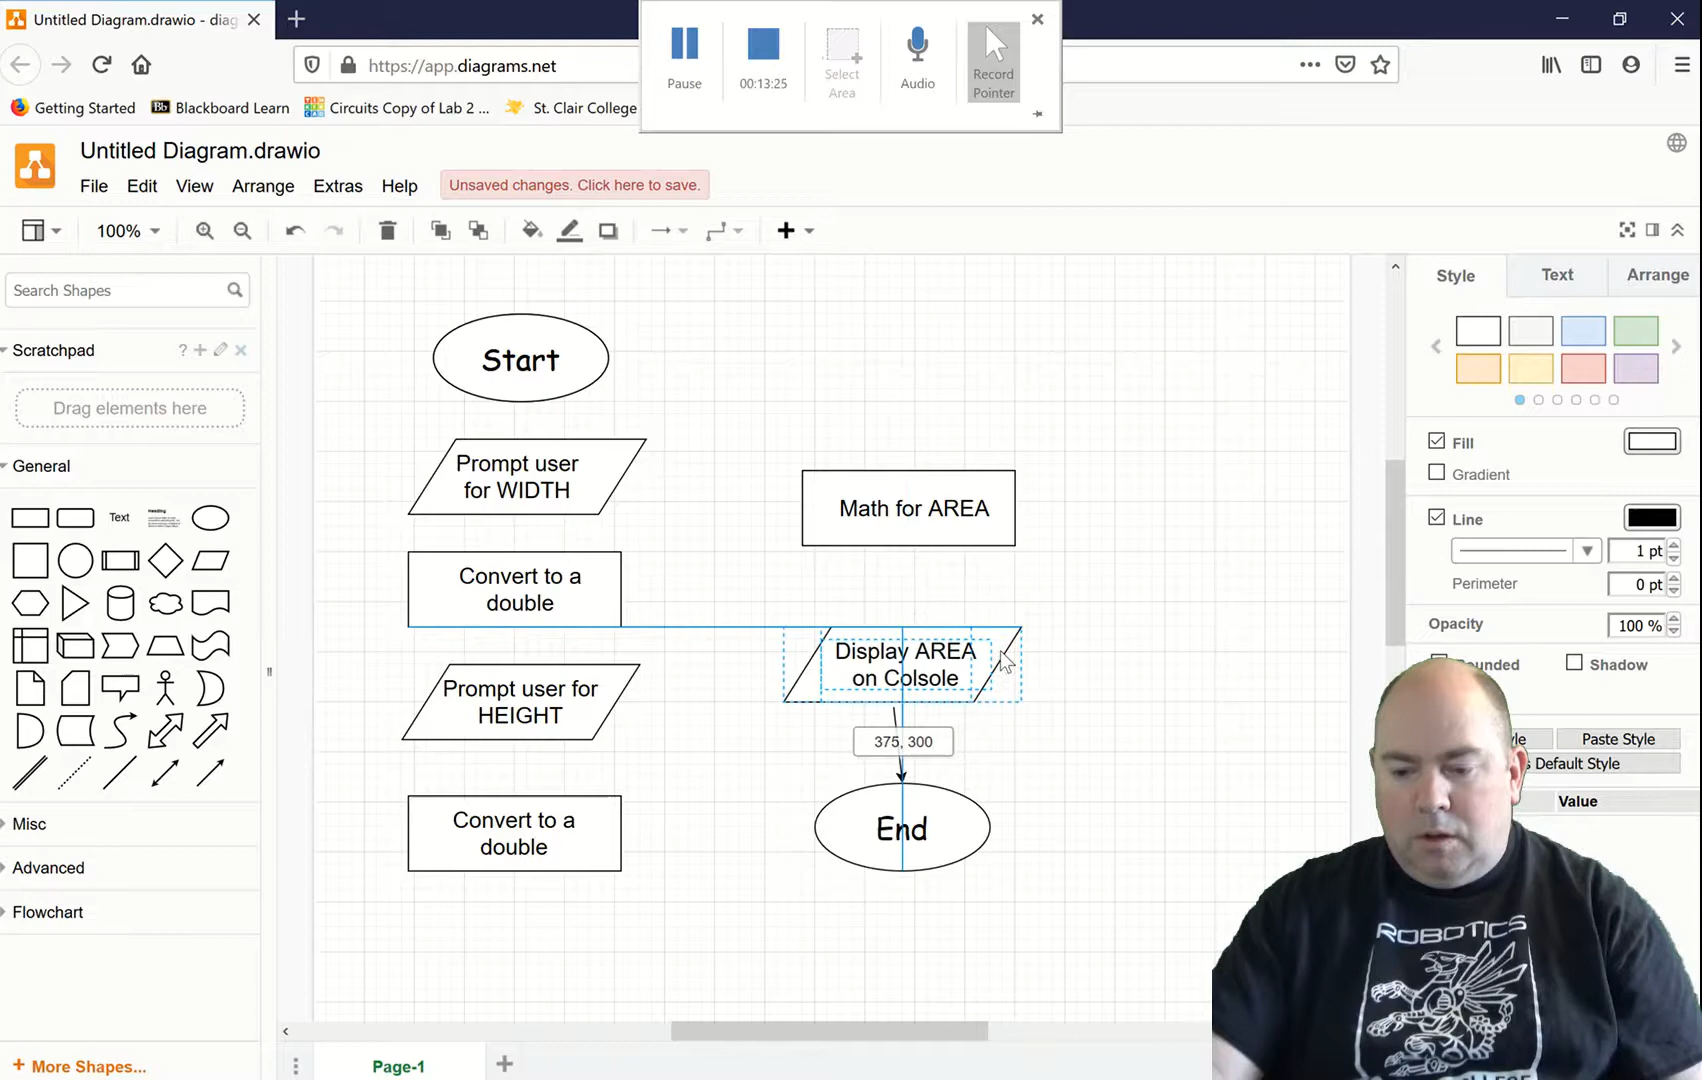 Untitled Diagram.drawio - diag
Pause
00:13:25
Select
Area
Audio
Record
Pointer
https://app.diagrams.net
Getting Started
Bb
Blackboard Learn
Circuits Copy of Lab 2 ...
St. Clair College
Untitled Diagram.drawio
File
Edit
View
Arrange
Extras
Help
Unsaved changes. Click here to save.
100%
Search Shapes
Scratchpad
?
Drag elements here
General
Text
Heading
Misc
Advanced
Flowchart
+ More Shapes...
Start
Prompt user
for WIDTH
Convert to a
double
Prompt user for
HEIGHT
Convert to a
double
Math for AREA
Display AREA
on Colsole
375, 300
End
Page-1
Style
Text
Arrange
Fill
Gradient
Line
1 pt
Perimeter
0 pt
Opacity
100 %
Shadow
Paste Style
Default Style
Value
ROBOTICS